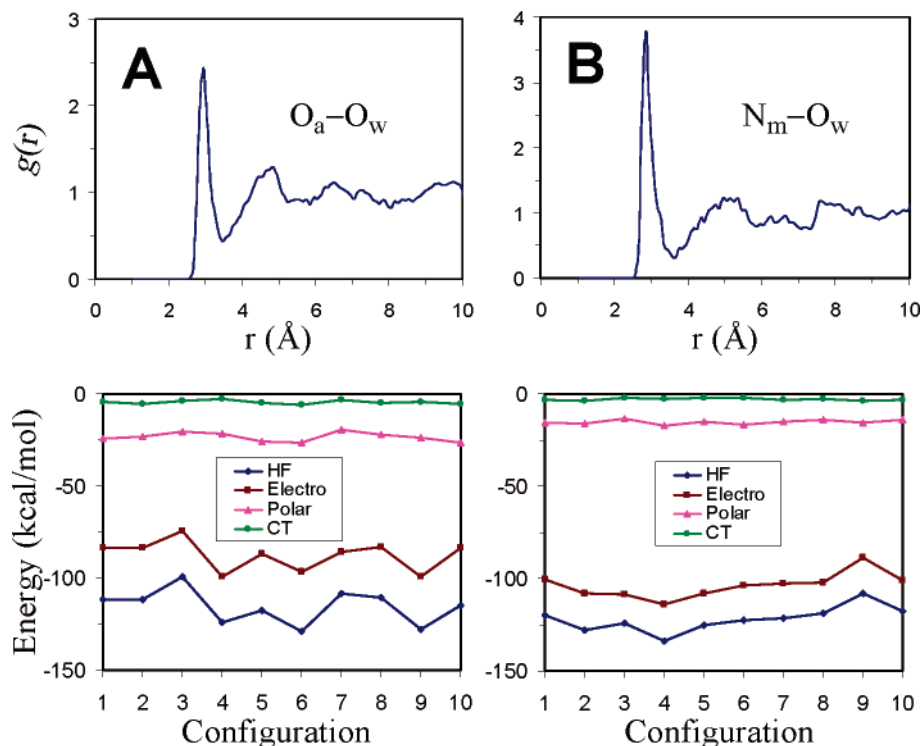 A
O_a–O_w
g(r)
3
2
1
0
0 2 4 6 8 10
r (Å)
B
N_m–O_w
4
3
2
1
0
0 2 4 6 8 10
r (Å)
Energy (kcal/mol)
0
-50
-100
-150
HF
Electro
Polar
CT
1 2 3 4 5 6 7 8 9 10
Configuration
0
-50
-100
-150
HF
Electro
Polar
CT
1 2 3 4 5 6 7 8 9 10
Configuration